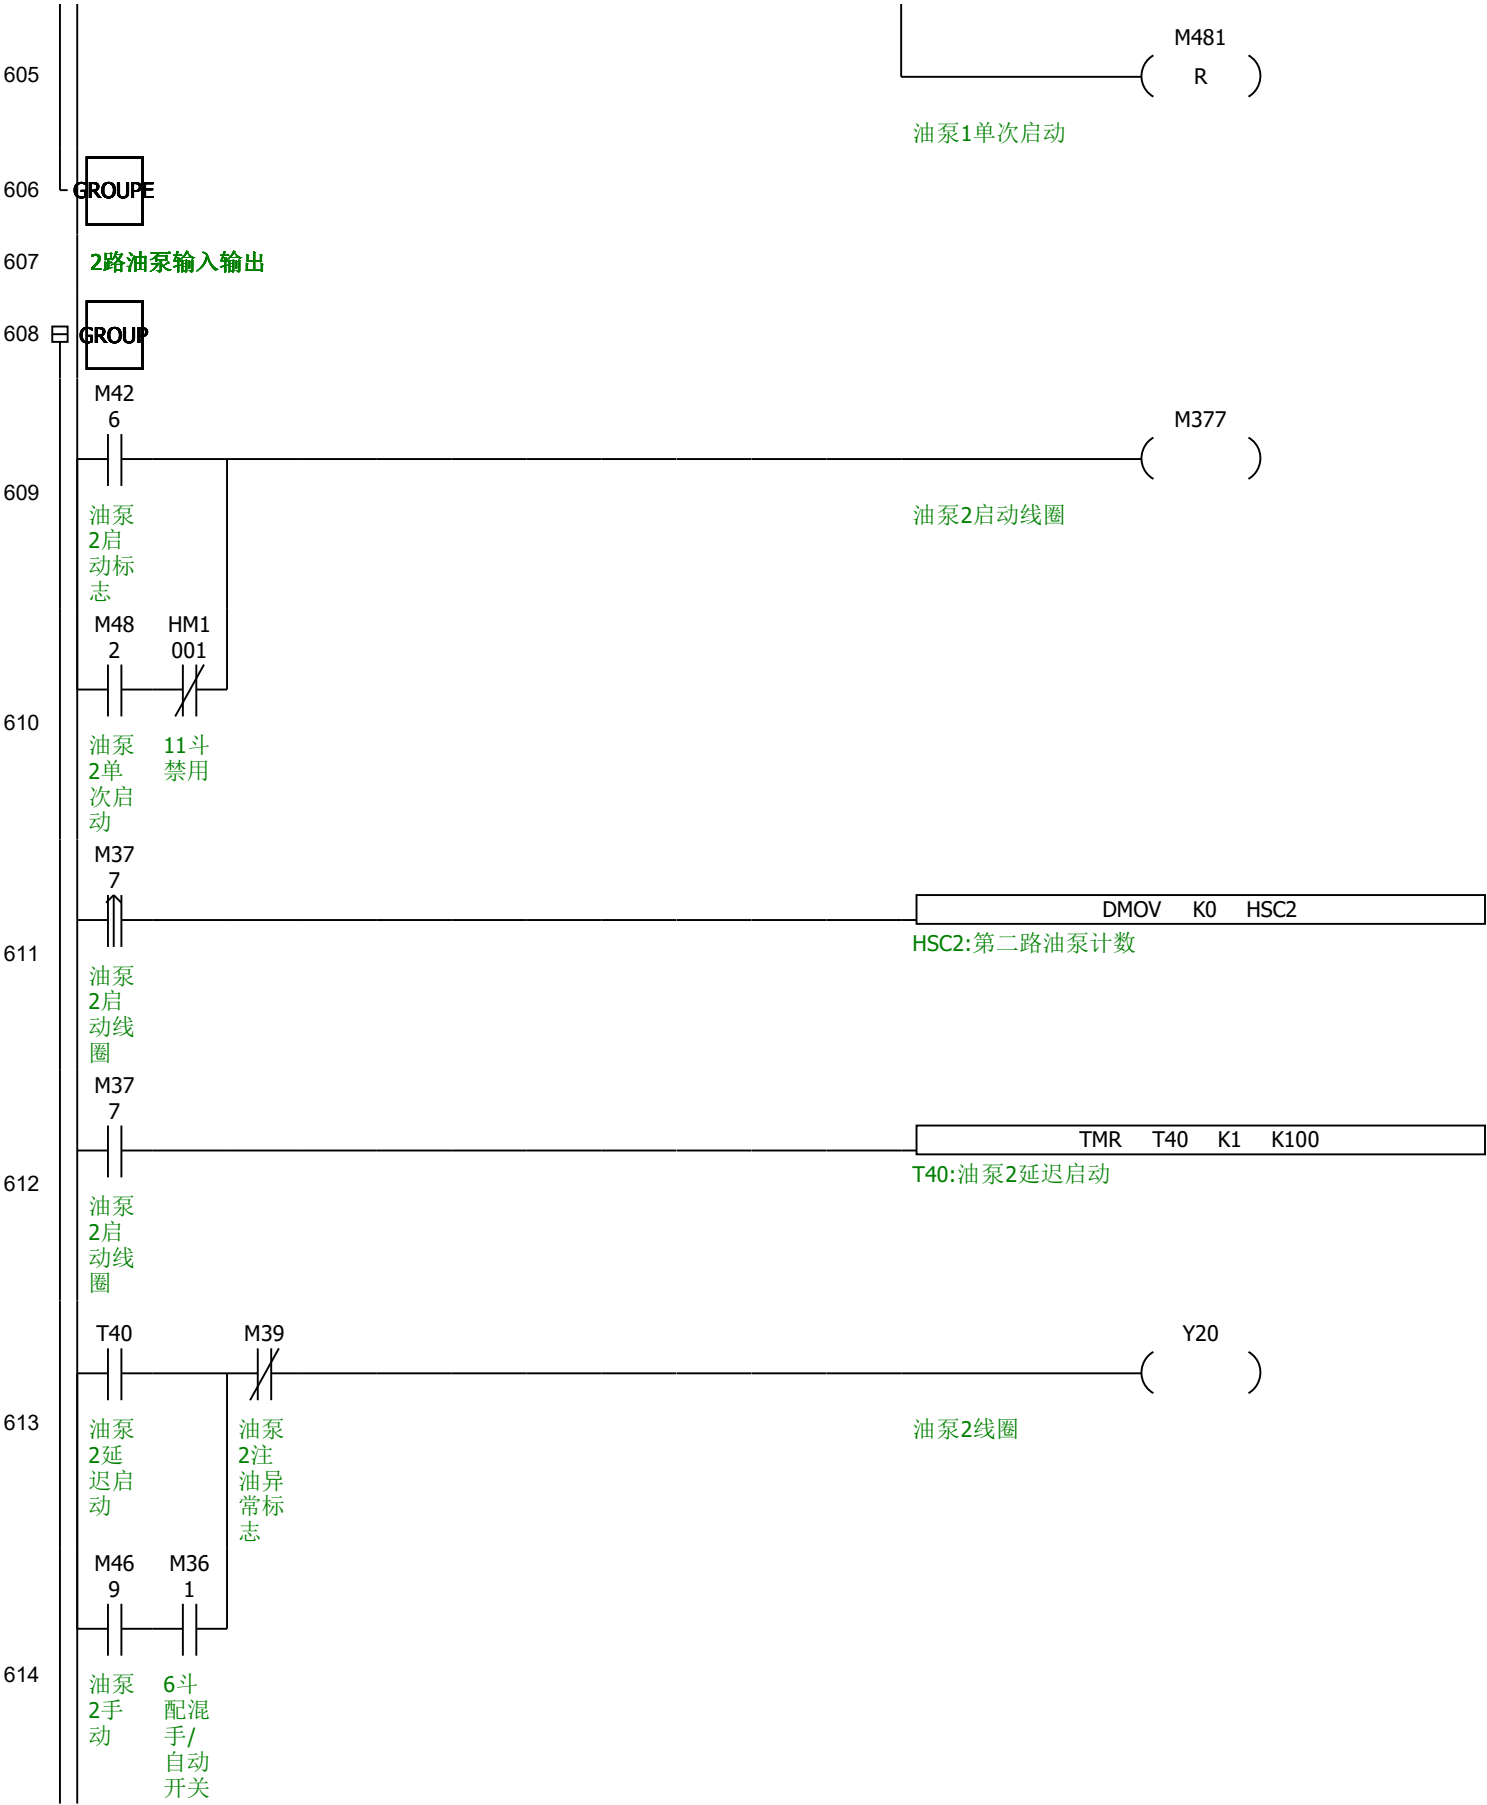 M481
605
R
油泵1单次启动
606
GROUPE
607
2路油泵输入输出
608
GROUP
M42
6
M377
609
油泵
2启
动标
志
油泵2启动线圈
M48
2
HM1
001
610
油泵
2单
次启
动
11斗
禁用
M37
7
DMOV K0 HSC2
HSC2:第二路油泵计数
611
油泵
2启
动线
圈
M37
7
TMR T40 K1 K100
T40:油泵2延迟启动
612
油泵
2启
动线
圈
T40
M39
Y20
613
油泵
2延
迟启
动
油泵
2注
油异
常标
志
油泵2线圈
M46
9
M36
1
614
油泵
2手
动
6斗
配混
手/
自动
开关